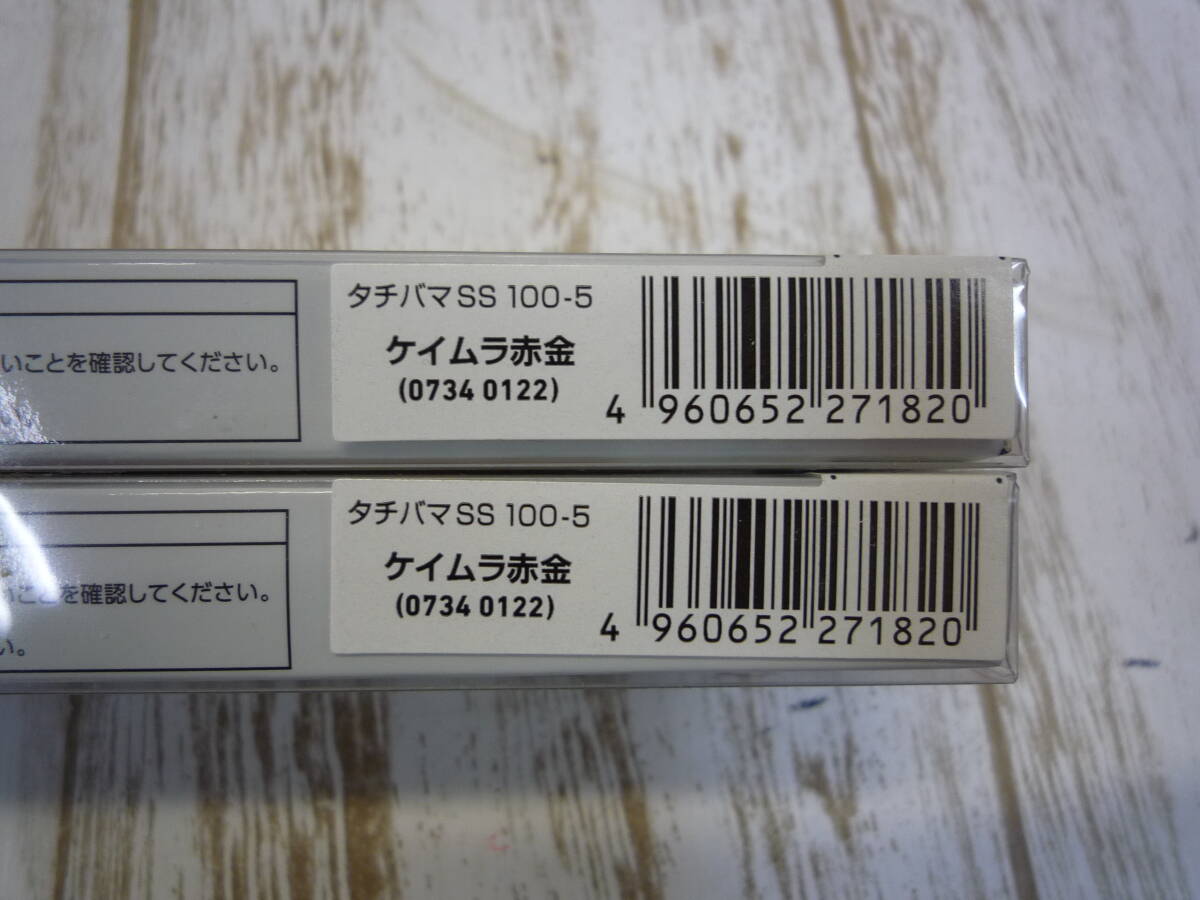 いことを確認してください。
タチバマSS 100-5
ケイムラ赤金
(0734 0122)
4 960652 271820
ことを確認してください。
い。
タチバマSS 100-5
ケイムラ赤金
(0734 0122)
4 960652 271820